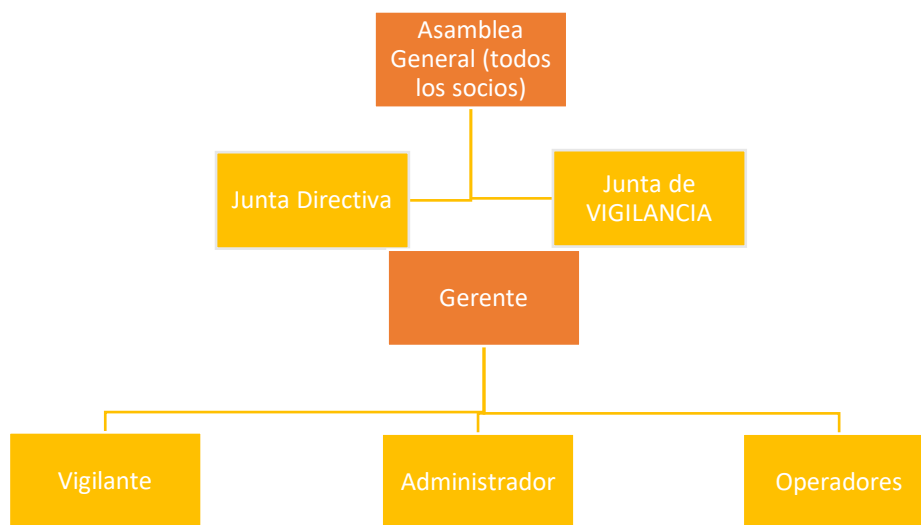 Asamblea
General (todos
los socios)
Junta Directiva
Junta de
VIGILANCIA
Gerente
Vigilante
Administrador
Operadores